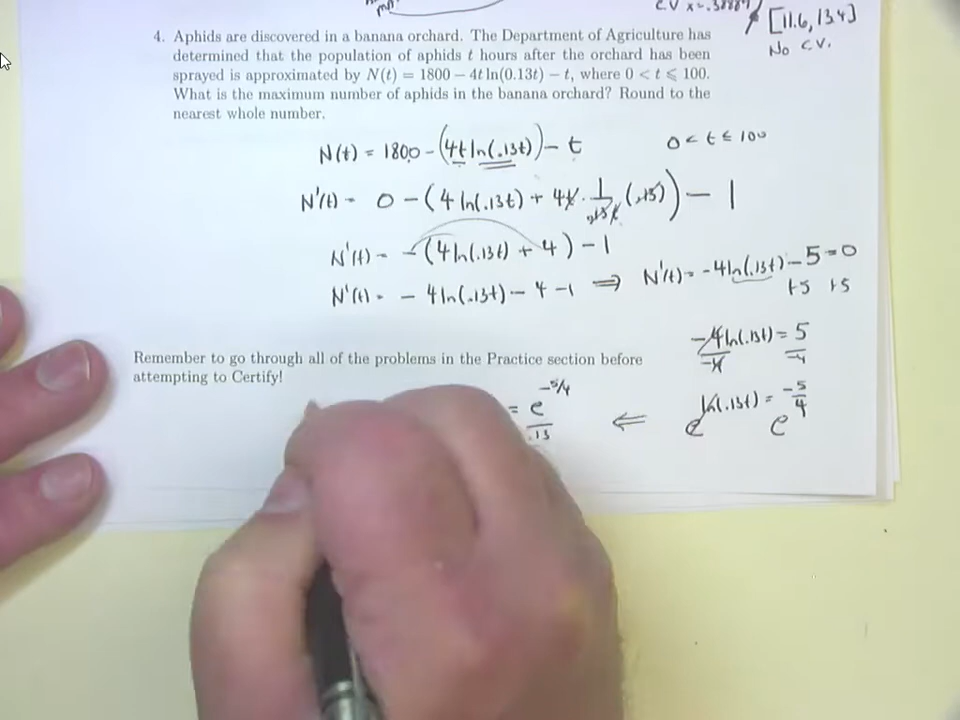 C.V x=.3888
[11.6, 13.4]
No C.V.
4. Aphids are discovered in a banana orchard. The Department of Agriculture has
determined that the population of aphids t hours after the orchard has been
sprayed is approximated by N(t) = 1800 − 4t ln(0.13t) − t, where 0 < t ⩽ 100.
What is the maximum number of aphids in the banana orchard? Round to the
nearest whole number.
N(t) = 1800 - (4t ln(.13t)) - t 0 < t ≤ 100
N'(t) = 0 - (4 ln(.13t) + 4t · 1/.13t (.13)) - 1
N'(t) = - (4 ln(.13t) + 4) - 1
N'(t) = - 4 ln(.13t) - 4 - 1 ⇒ N'(t) = -4 ln(.13t) - 5 = 0
+5 +5
-4 ln(.13t) = 5
-4 -4
Remember to go through all of the problems in the Practice section before
attempting to Certify!
= e^(-5/4)/.13 ⇐ e^(ln(.13t)) = e^(-5/4)